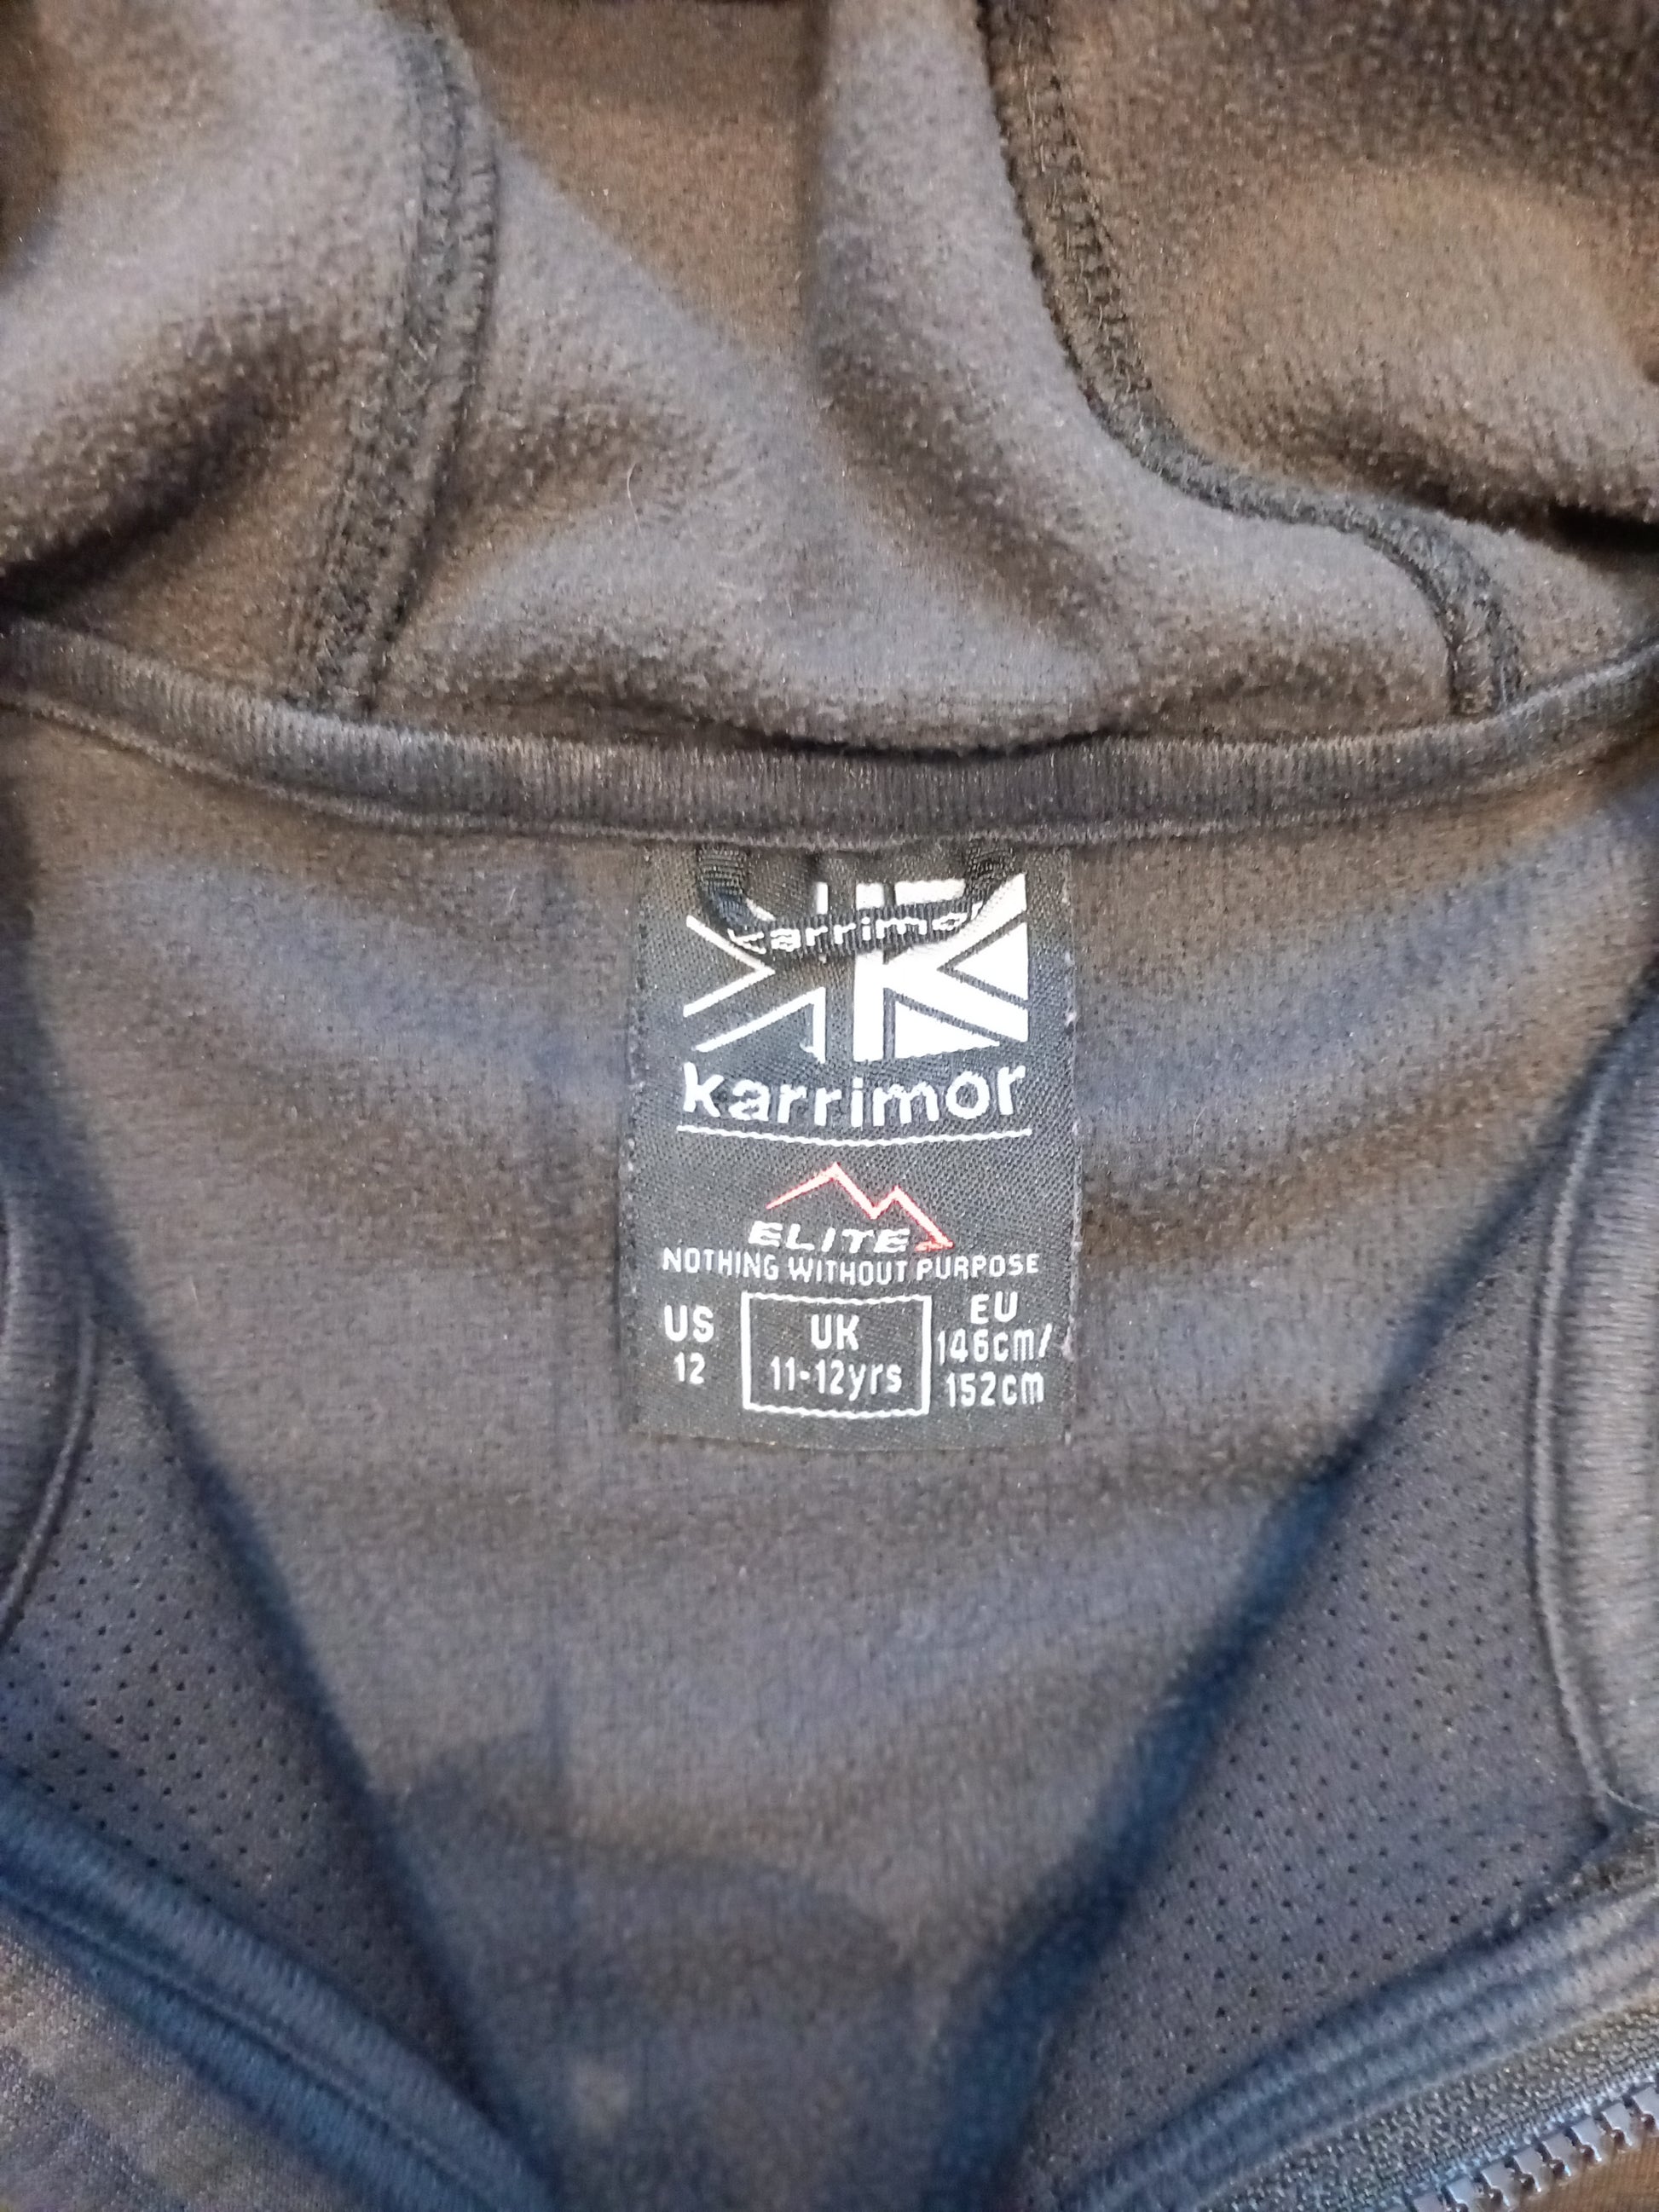 karrimor
karrimor
ELITE
NOTHING WITHOUT PURPOSE
US
12
UK
11-12yrs
EU
146cm/
152cm